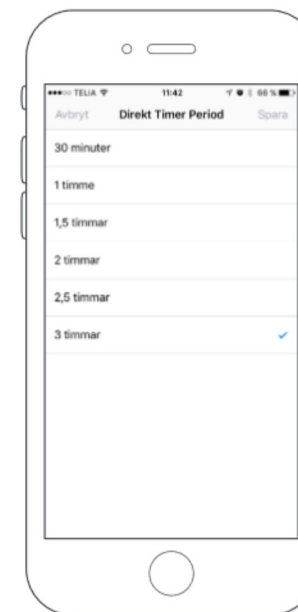 TELIA 11:42 66 %
Avbryt Direkt Timer Period Spara
30 minuter
1 timme
1,5 timmar
2 timmar
2,5 timmar
3 timmar